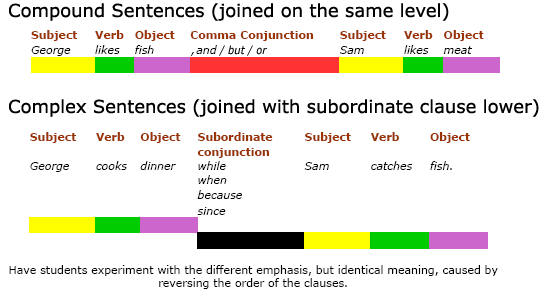 Compound Sentences (joined on the same level)
Subject Verb Object Comma Conjunction Subject Verb Object
George likes fish , and / but / or Sam likes meat
Complex Sentences (joined with subordinate clause lower)
Subject Verb Object Subordinate Subject Verb Object
conjunction
George cooks dinner while Sam catches fish.
when
because
since
Have students experiment with the different emphasis, but identical meaning, caused by
reversing the order of the clauses.